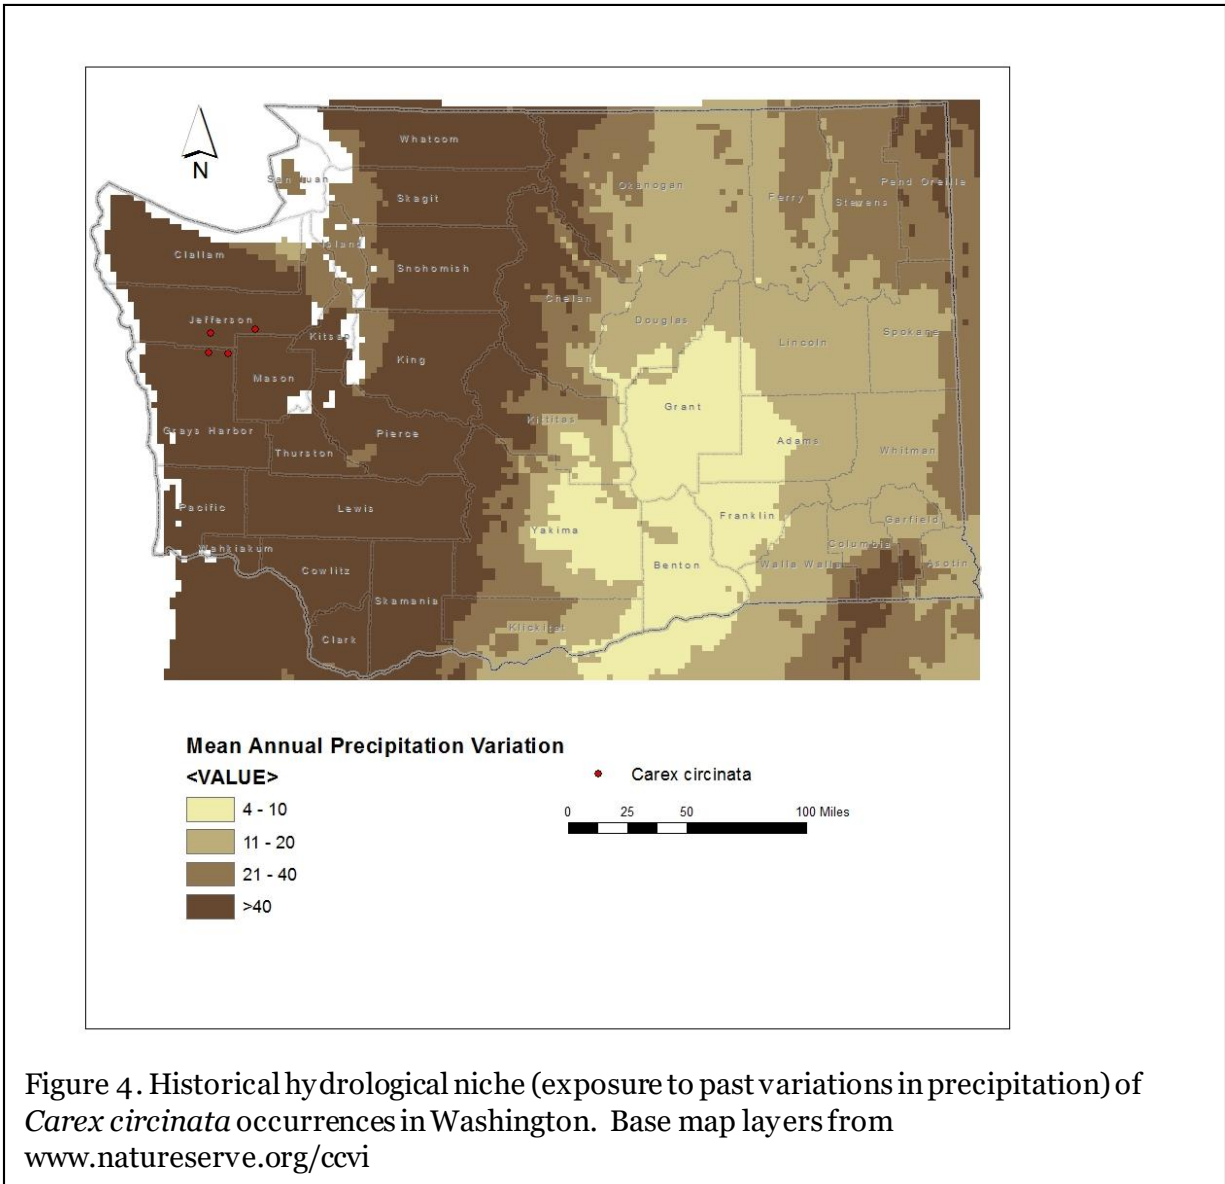 N
Whatcom
San Juan
Skagit
Okanogan
Ferry
Stevens
Pend Oreille
Island
Clallam
Snohomish
Chelan
Jefferson
Douglas
Kitsap
Lincoln
Spokane
King
Mason
Grant
Kittitas
Grays Harbor
Pierce
Adams
Thurston
Whitman
Pacific
Lewis
Yakima
Franklin
Garfield
Wahkiakum
Columbia
Cowlitz
Benton
Walla Walla
Asotin
Skamania
Klickitat
Clark
Mean Annual Precipitation Variation
<VALUE>
4 - 10
11 - 20
21 - 40
>40
Carex circinata
0 25 50 100 Miles
Figure 4. Historical hydrological niche (exposure to past variations in precipitation) of
Carex circinata occurrences in Washington. Base map layers from
www.natureserve.org/ccvi